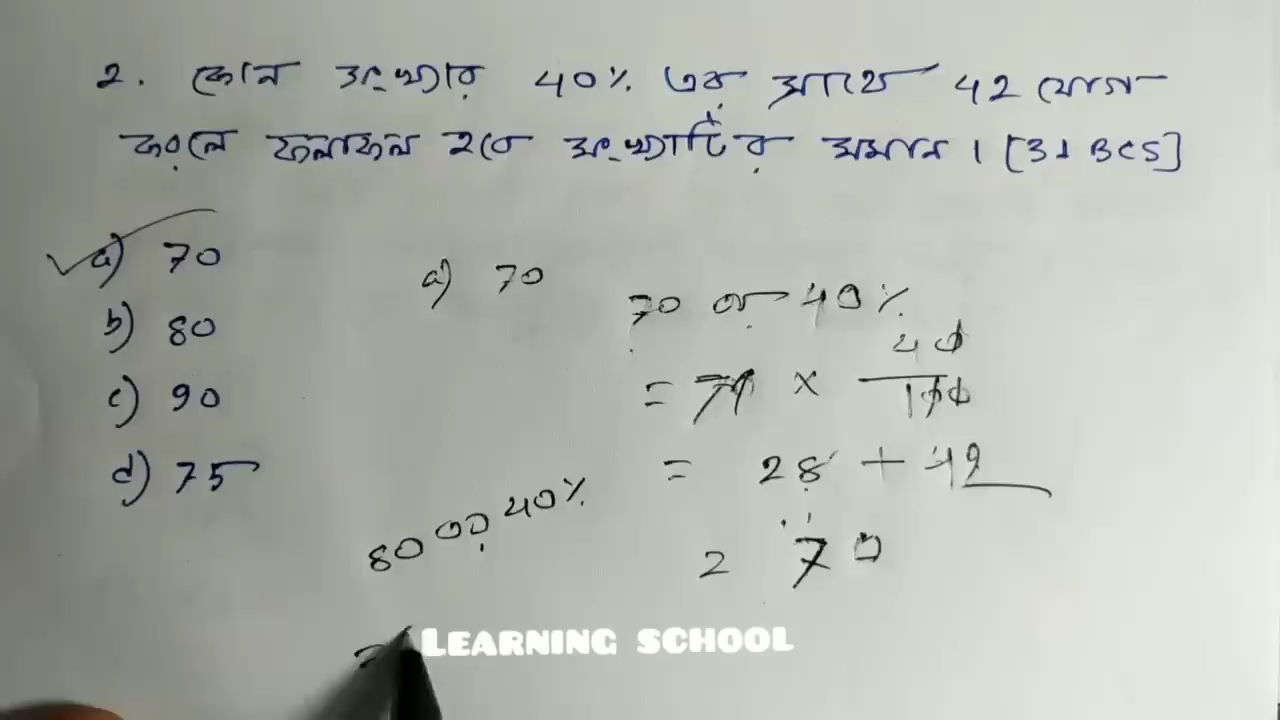 2. কোন সংখ্যার 40% এর সাথে 42 যোগ
করলে ফলাফল হবে সংখ্যাটির সমান। [31 BCS]
a) 70
b) 80
c) 90
d) 75
a) 70
70 এর 40%
= 70 × 40/100
= 28 + 42
= 70
80 এর 40%
LEARNING SCHOOL